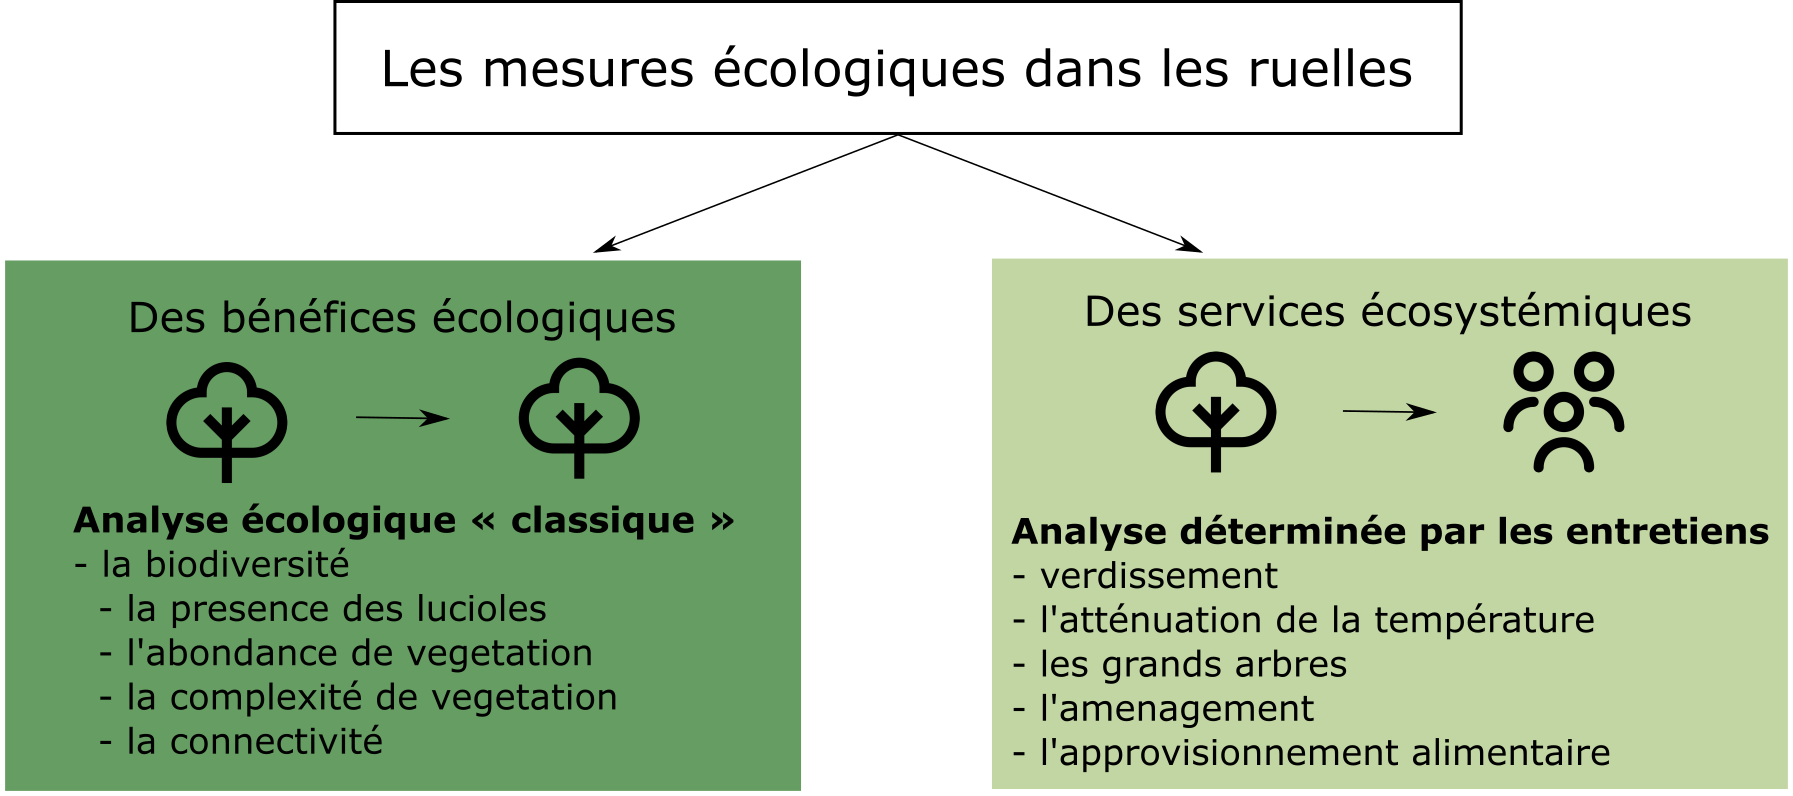 Les mesures écologiques dans les ruelles
Des bénéfices écologiques
Analyse écologique « classique »
- la biodiversité
- la presence des lucioles
- l'abondance de vegetation
- la complexité de vegetation
- la connectivité
Des services écosystémiques
Analyse déterminée par les entretiens
- verdissement
- l'atténuation de la température
- les grands arbres
- l'amenagement
- l'approvisionnement alimentaire